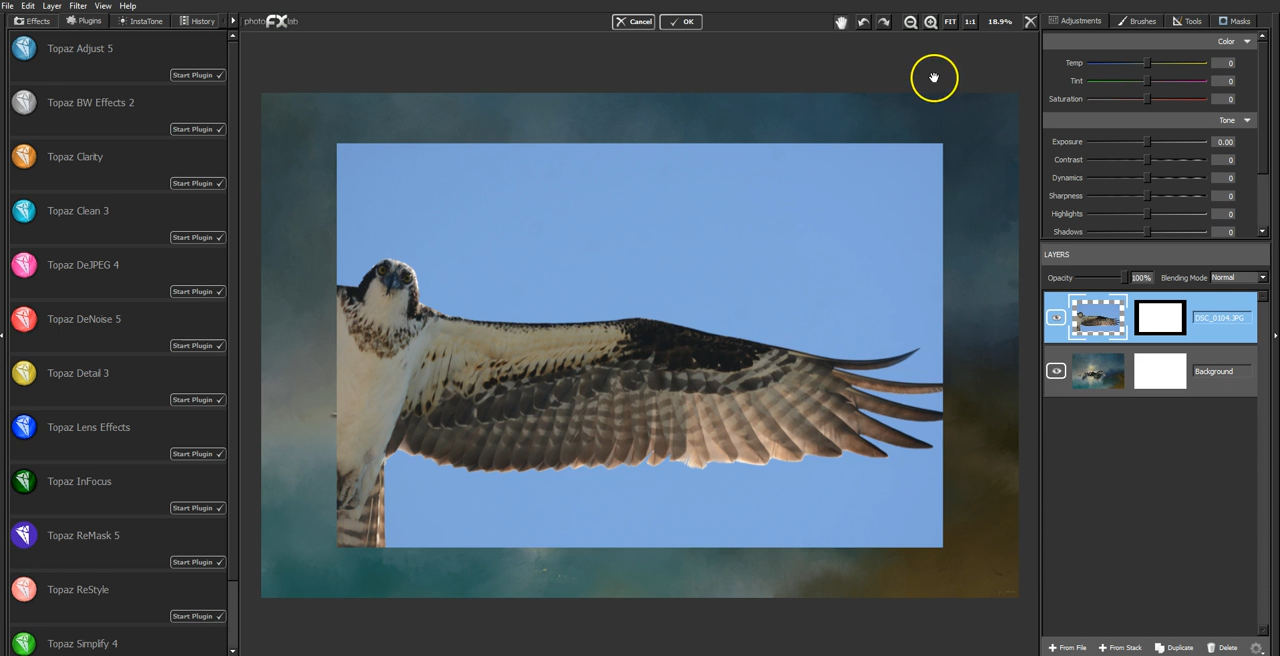 File Edit Layer Filter View Help
Effects Plugins InstaTone History
photoFXlab
Cancel OK
FIT 1:1 18.9%
Adjustments Brushes Tools Masks
Topaz Adjust 5
Start Plugin
Topaz BW Effects 2
Start Plugin
Topaz Clarity
Start Plugin
Topaz Clean 3
Start Plugin
Topaz DeJPEG 4
Start Plugin
Topaz DeNoise 5
Start Plugin
Topaz Detail 3
Start Plugin
Topaz Lens Effects
Start Plugin
Topaz InFocus
Start Plugin
Topaz ReMask 5
Start Plugin
Topaz ReStyle
Start Plugin
Topaz Simplify 4
Color
Temp 0
Tint 0
Saturation 0
Tone
Exposure 0.00
Contrast 0
Dynamics 0
Sharpness 0
Highlights 0
Shadows 0
LAYERS
Opacity 100% Blending Mode Normal
DSC_0104.JPG
Background
From File From Stack Duplicate Delete